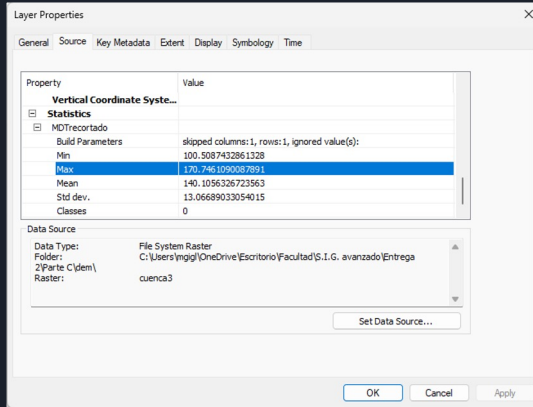 Layer Properties
General Source Key Metadata Extent Display Symbology Time
Property Value
Vertical Coordinate Syste...
Statistics
MDTrecortado
Build Parameters skipped columns:1, rows:1, ignored value(s):
Min 100.5087432861328
Max 170.7461090087891
Mean 140.1056326723563
Std dev. 13.06689033054015
Classes 0
Data Source
Data Type: File System Raster
Folder: C:\Users\mgigl\OneDrive\Escritorio\Facultad\S.I.G. avanzado\Entrega
2\Parte C\dem\
Raster: cuenca3
Set Data Source...
OK Cancel Apply